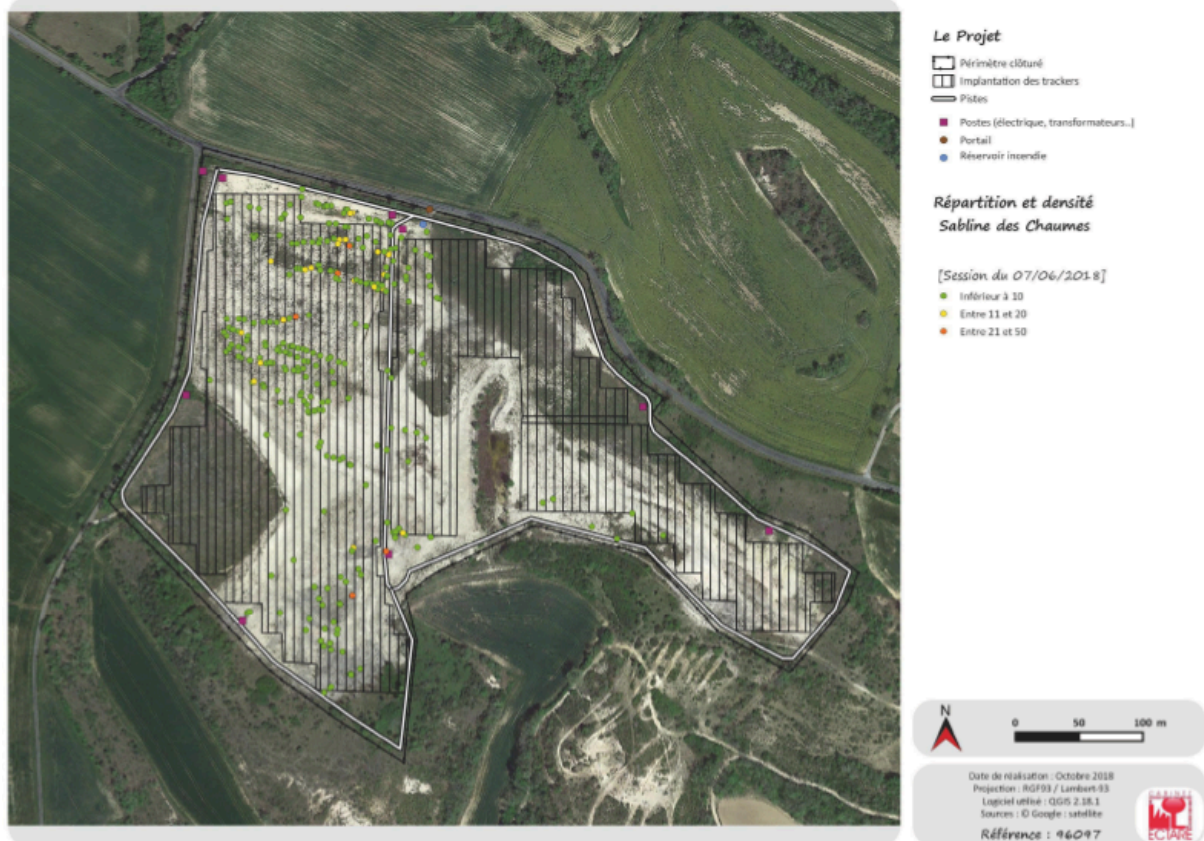 Le Projet
Périmètre clôturé
Implantation des trackers
Pistes
Postes (électrique, transformateurs..)
Portail
Réservoir incendie
Répartition et densité
Sabline des Chaumes
[Session du 07/06/2018]
Inférieur à 10
Entre 11 et 20
Entre 21 et 50
N
0 50 100 m
Date de réalisation : Octobre 2018
Projection : RGF93 / Lambert-93
Logiciel utilisé : QGIS 2.18.1
Sources : © Google : satellite
Référence : 96097
CABINET
ECTARE